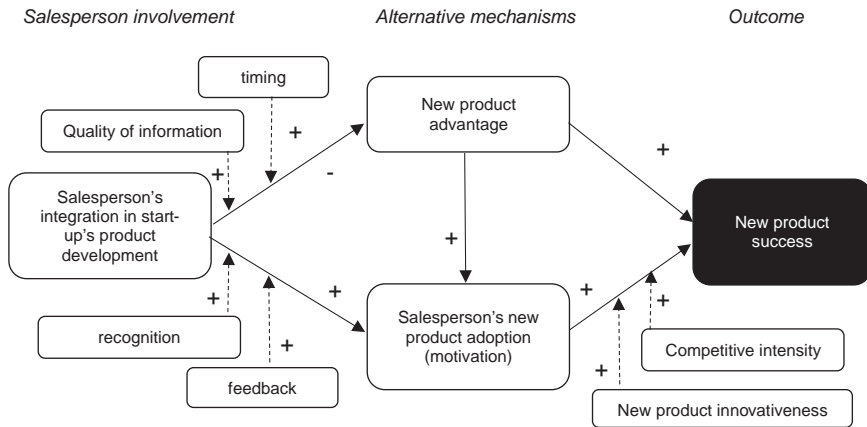 Salesperson involvement
Alternative mechanisms
Outcome
timing
Quality of information
New product
advantage
+
+
+
-
Salesperson's
integration in start-
up's product
development
New product
success
+
+
+
+
+
recognition
Salesperson's new
product adoption
(motivation)
+
+
Competitive intensity
feedback
New product innovativeness